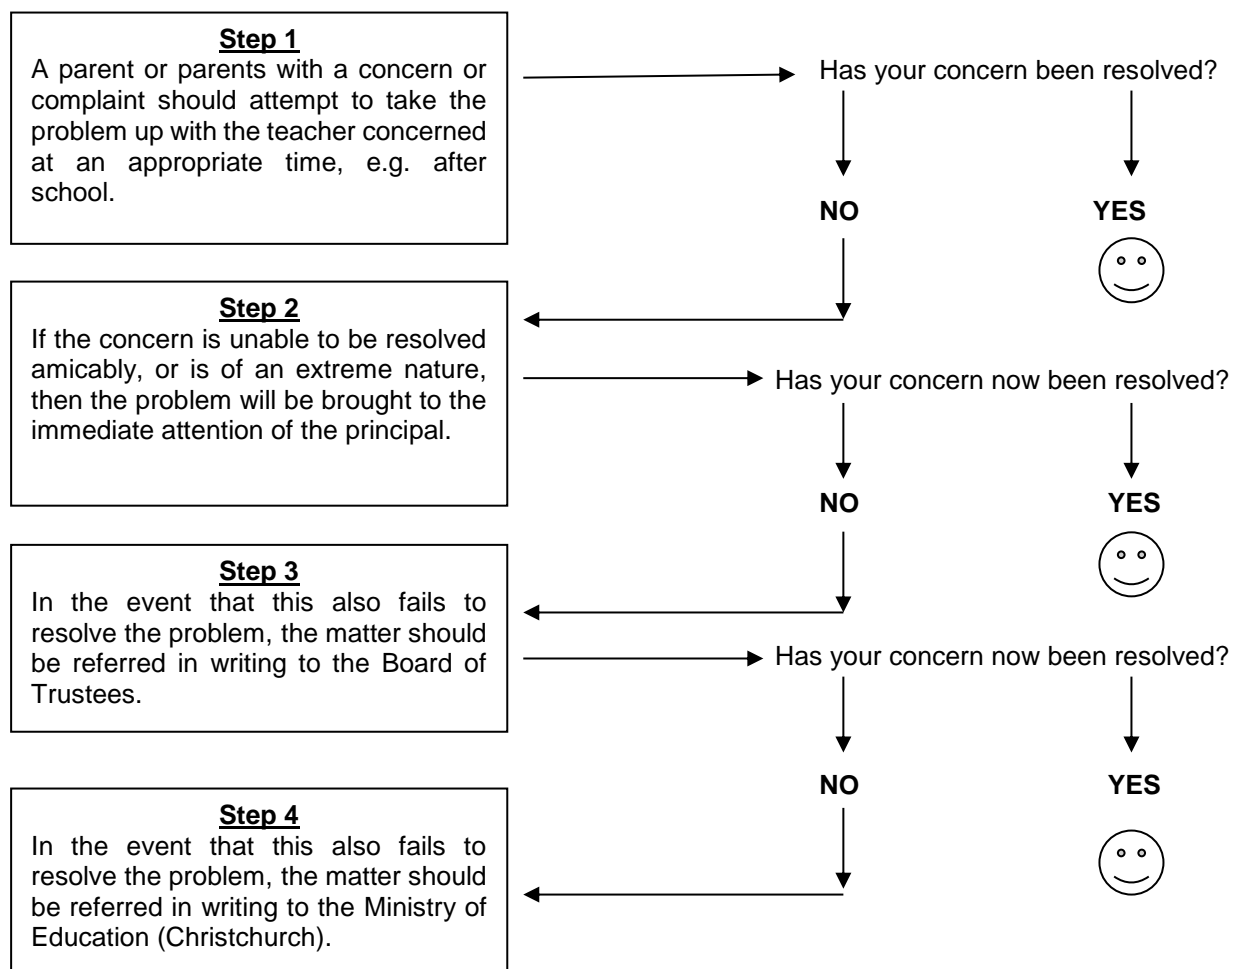 Step 1
A parent or parents with a concern or
complaint should attempt to take the
problem up with the teacher concerned
at an appropriate time, e.g. after
school.
Has your concern been resolved?
NO
YES
Step 2
If the concern is unable to be resolved
amicably, or is of an extreme nature,
then the problem will be brought to the
immediate attention of the principal.
Has your concern now been resolved?
NO
YES
Step 3
In the event that this also fails to
resolve the problem, the matter should
be referred in writing to the Board of
Trustees.
Has your concern now been resolved?
NO
YES
Step 4
In the event that this also fails to
resolve the problem, the matter should
be referred in writing to the Ministry of
Education (Christchurch).